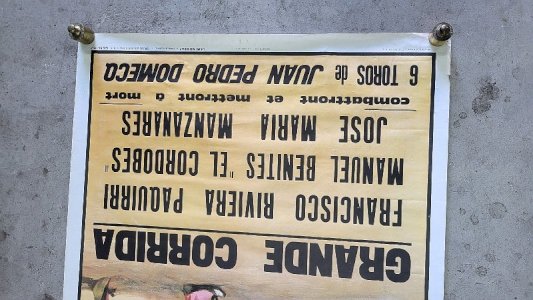 GRANDE CORRIDA
FRANCISCO RIVIERA PAQUIRRI
MANUEL BENITES "EL CORDOBES"
JOSE MARIA MANZANARES
combattront et mettront à mort
6 TOROS de JUAN PEDRO DOMECQ